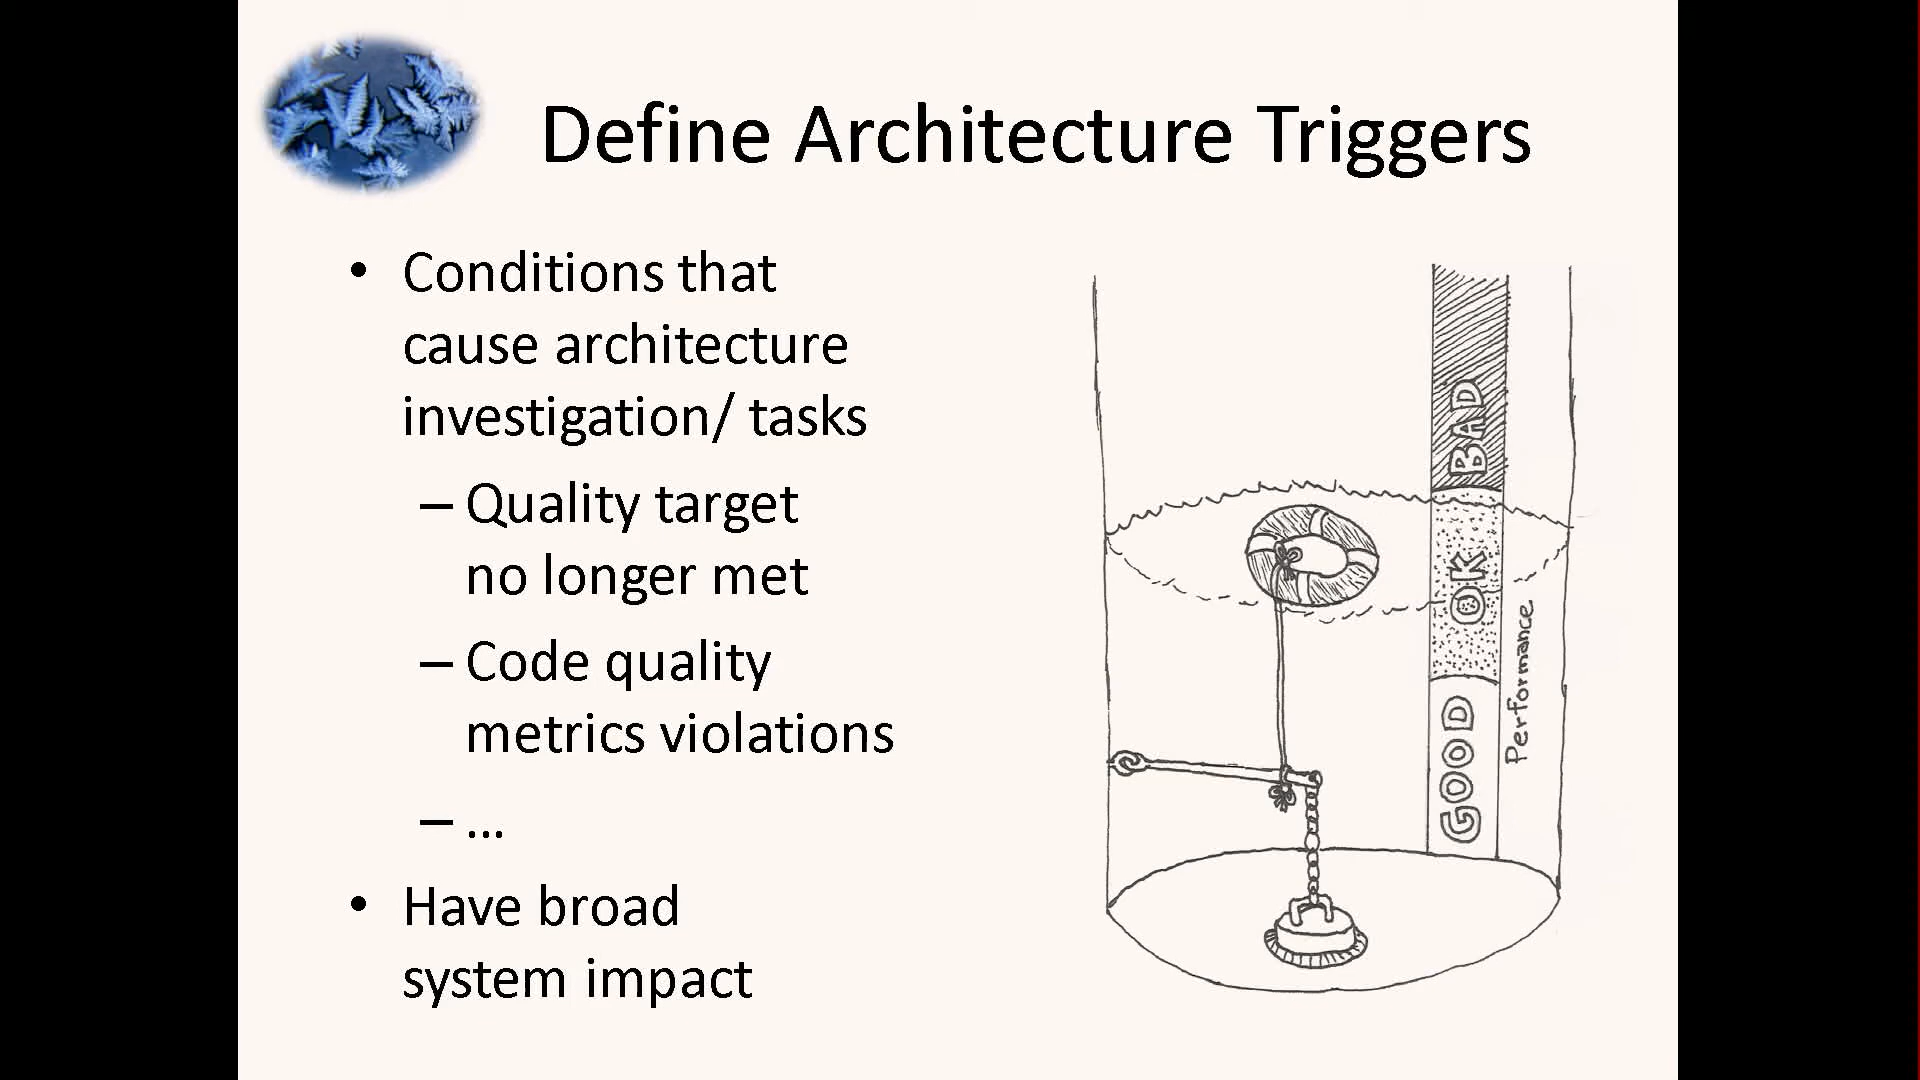 Define Architecture Triggers
• Conditions that
cause architecture
investigation/ tasks
– Quality target
no longer met
– Code quality
metrics violations
– ...
• Have broad
system impact
BAD
OK
GOOD
Performance